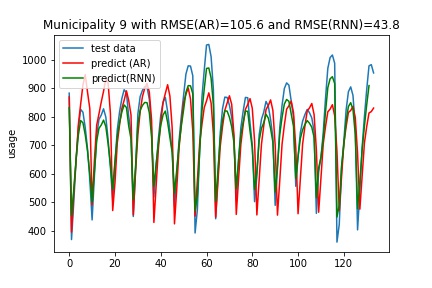 Municipality 9 with RMSE(AR)=105.6 and RMSE(RNN)=43.8
test data
predict (AR)
predict(RNN)
usage
1000
900
800
700
600
500
400
0 20 40 60 80 100 120